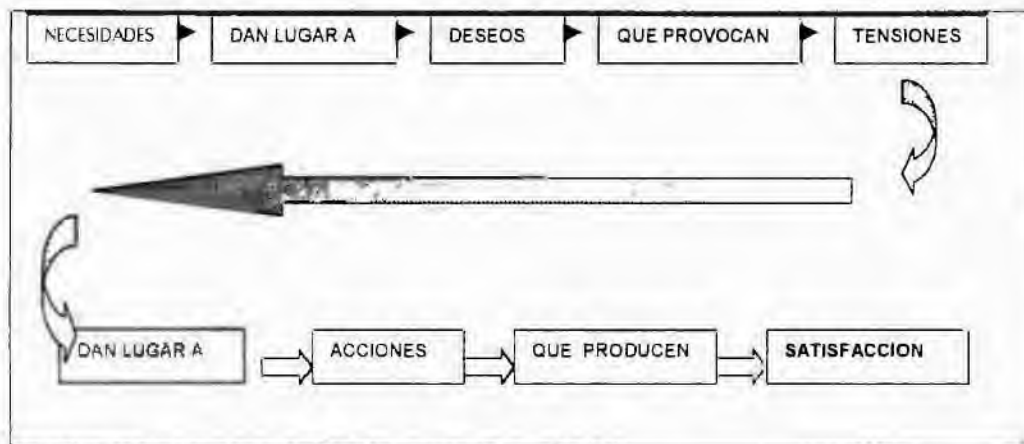 NECESIDADES DAN LUGAR A DESEOS QUE PROVOCAN TENSIONES
DAN LUGAR A ACCIONES QUE PRODUCEN SATISFACCION